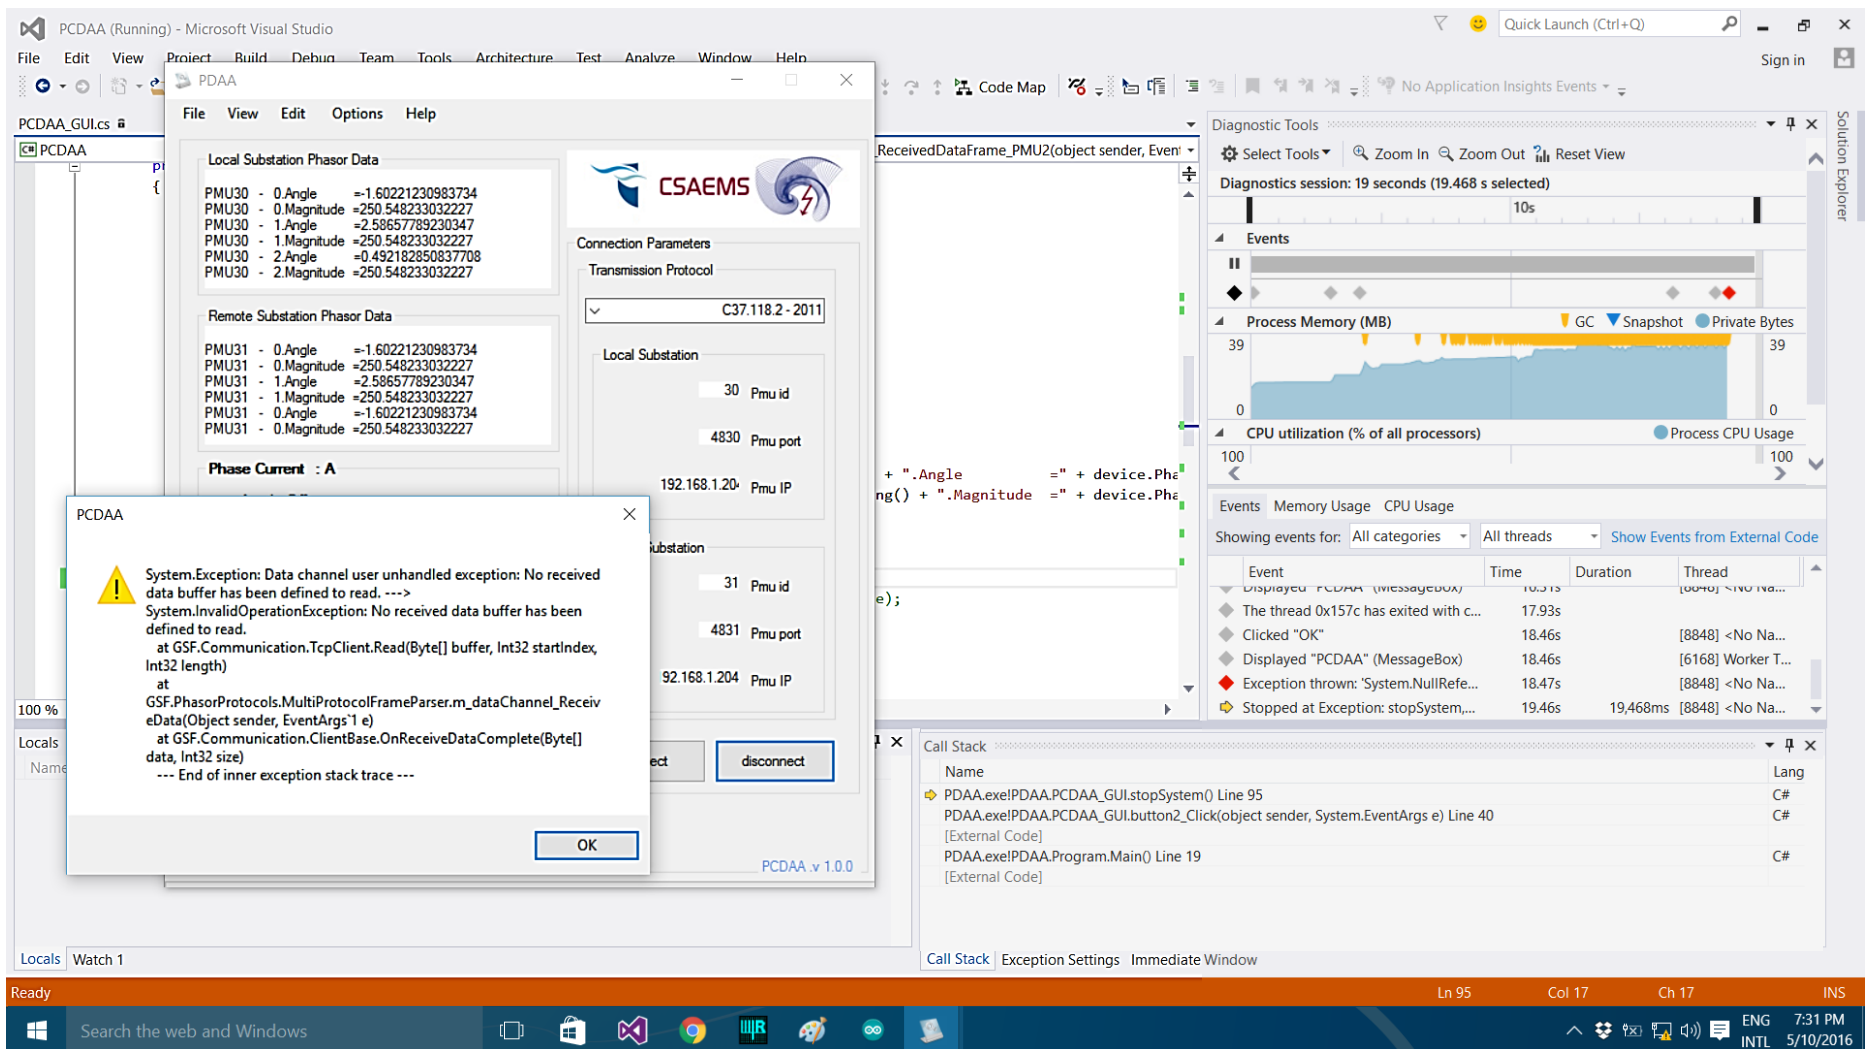 PCDAA (Running) - Microsoft Visual Studio
Quick Launch (Ctrl+Q)
File Edit View Project Build Debug Team Tools Architecture Test Analyze Window Help
Sign in
Code Map
No Application Insights Events
PCDAA_GUI.cs
C# PCDAA
_ReceivedDataFrame_PMU2(object sender, Event
{
+ ".Angle =" + device.Pha
ng() + ".Magnitude =" + device.Pha
e);
100 %
PDAA
File View Edit Options Help
Local Substation Phasor Data
PMU30 - 0.Angle =-1.60221230983734
PMU30 - 0.Magnitude =250.548233032227
PMU30 - 1.Angle =2.58657789230347
PMU30 - 1.Magnitude =250.548233032227
PMU30 - 2.Angle =0.492182850837708
PMU30 - 2.Magnitude =250.548233032227
Remote Substation Phasor Data
PMU31 - 0.Angle =-1.60221230983734
PMU31 - 0.Magnitude =250.548233032227
PMU31 - 1.Angle =2.58657789230347
PMU31 - 1.Magnitude =250.548233032227
PMU31 - 0.Angle =-1.60221230983734
PMU31 - 0.Magnitude =250.548233032227
Phase Current : A
CSAEMS
Connection Parameters
Transmission Protocol
C37.118.2 - 2011
Local Substation
30 Pmu id
4830 Pmu port
192.168.1.204 Pmu IP
ubstation
31 Pmu id
4831 Pmu port
92.168.1.204 Pmu IP
ect
disconnect
PCDAA .v 1.0.0
PCDAA
System.Exception: Data channel user unhandled exception: No received
data buffer has been defined to read. --->
System.InvalidOperationException: No received data buffer has been
defined to read.
at GSF.Communication.TcpClient.Read(Byte[] buffer, Int32 startIndex,
Int32 length)
at
GSF.PhasorProtocols.MultiProtocolFrameParser.m_dataChannel_Receiv
eData(Object sender, EventArgs`1 e)
at GSF.Communication.ClientBase.OnReceiveDataComplete(Byte[]
data, Int32 size)
--- End of inner exception stack trace ---
OK
Diagnostic Tools
Select Tools Zoom In Zoom Out Reset View
Diagnostics session: 19 seconds (19.468 s selected)
10s
Events
Process Memory (MB) GC Snapshot Private Bytes
39 39
0 0
CPU utilization (% of all processors) Process CPU Usage
100 100
Events Memory Usage CPU Usage
Showing events for: All categories All threads Show Events from External Code
Event Time Duration Thread
Displayed "PCDAA" (MessageBox)
The thread 0x157c has exited with c... 17.93s
Clicked "OK" 18.46s [8848] <No Na...
Displayed "PCDAA" (MessageBox) 18.46s [6168] Worker T...
Exception thrown: 'System.NullRefe... 18.47s [8848] <No Na...
Stopped at Exception: stopSystem,... 19.46s 19,468ms [8848] <No Na...
Solution Explorer
Locals
Name
Locals Watch 1
Call Stack
Name Lang
PDAA.exe!PDAA.PCDAA_GUI.stopSystem() Line 95 C#
PDAA.exe!PDAA.PCDAA_GUI.button2_Click(object sender, System.EventArgs e) Line 40 C#
[External Code]
PDAA.exe!PDAA.Program.Main() Line 19 C#
[External Code]
Call Stack Exception Settings Immediate Window
Ready Ln 95 Col 17 Ch 17 INS
Search the web and Windows
ENG
INTL
7:31 PM
5/10/2016